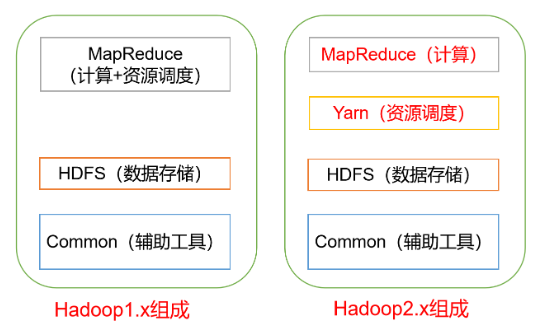 MapReduce
（计算+资源调度）
HDFS（数据存储）
Common（辅助工具）
Hadoop1.x组成
MapReduce（计算）
Yarn（资源调度）
HDFS（数据存储）
Common（辅助工具）
Hadoop2.x组成